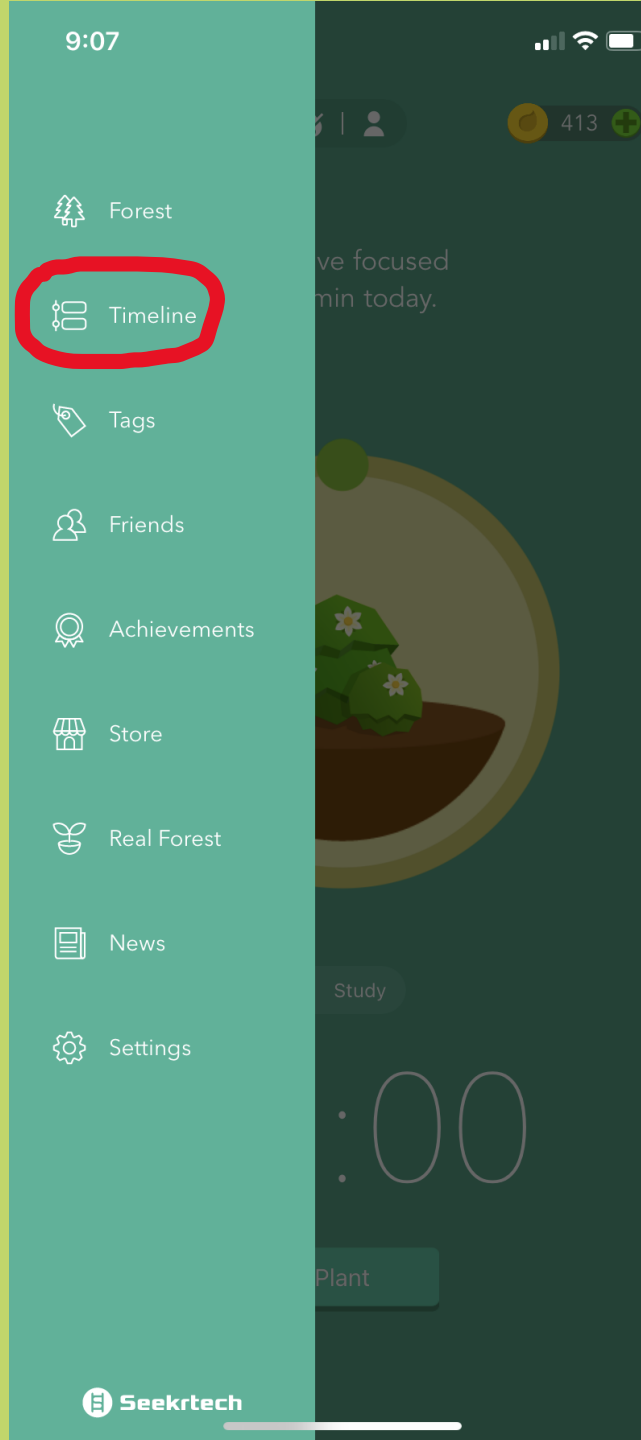 9:07
413
Forest
ve focused
min today.
Timeline
Tags
Friends
Achievements
Store
Real Forest
News
Study
Settings
:00
Plant
Seekrtech